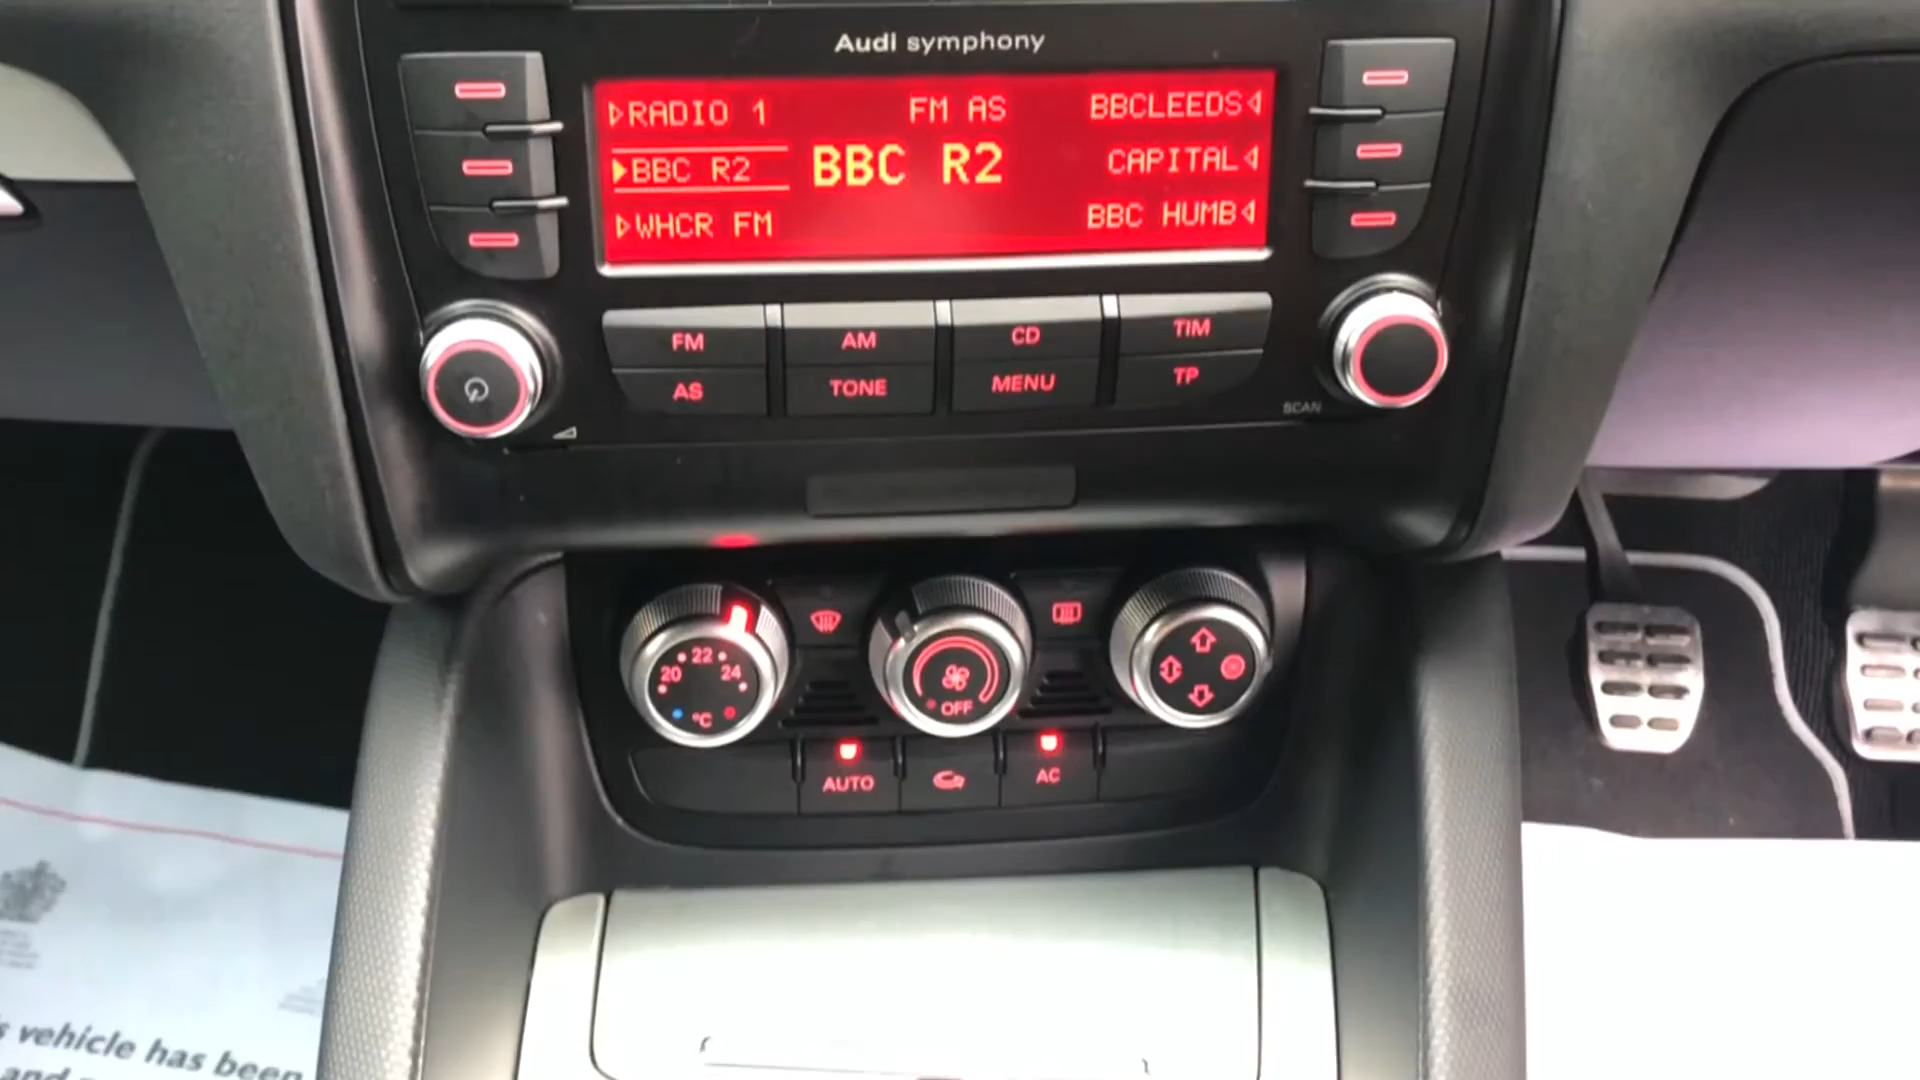 Audi symphony
RADIO 1
FM AS
BBCLEEDS
BBC R2
BBC R2
CAPITAL
WHCR FM
BBC HUMB
FM
AM
CD
TIM
AS
TONE
MENU
TP
SCAN
20
22
24
°C
OFF
AUTO
AC
vehicle has been
and